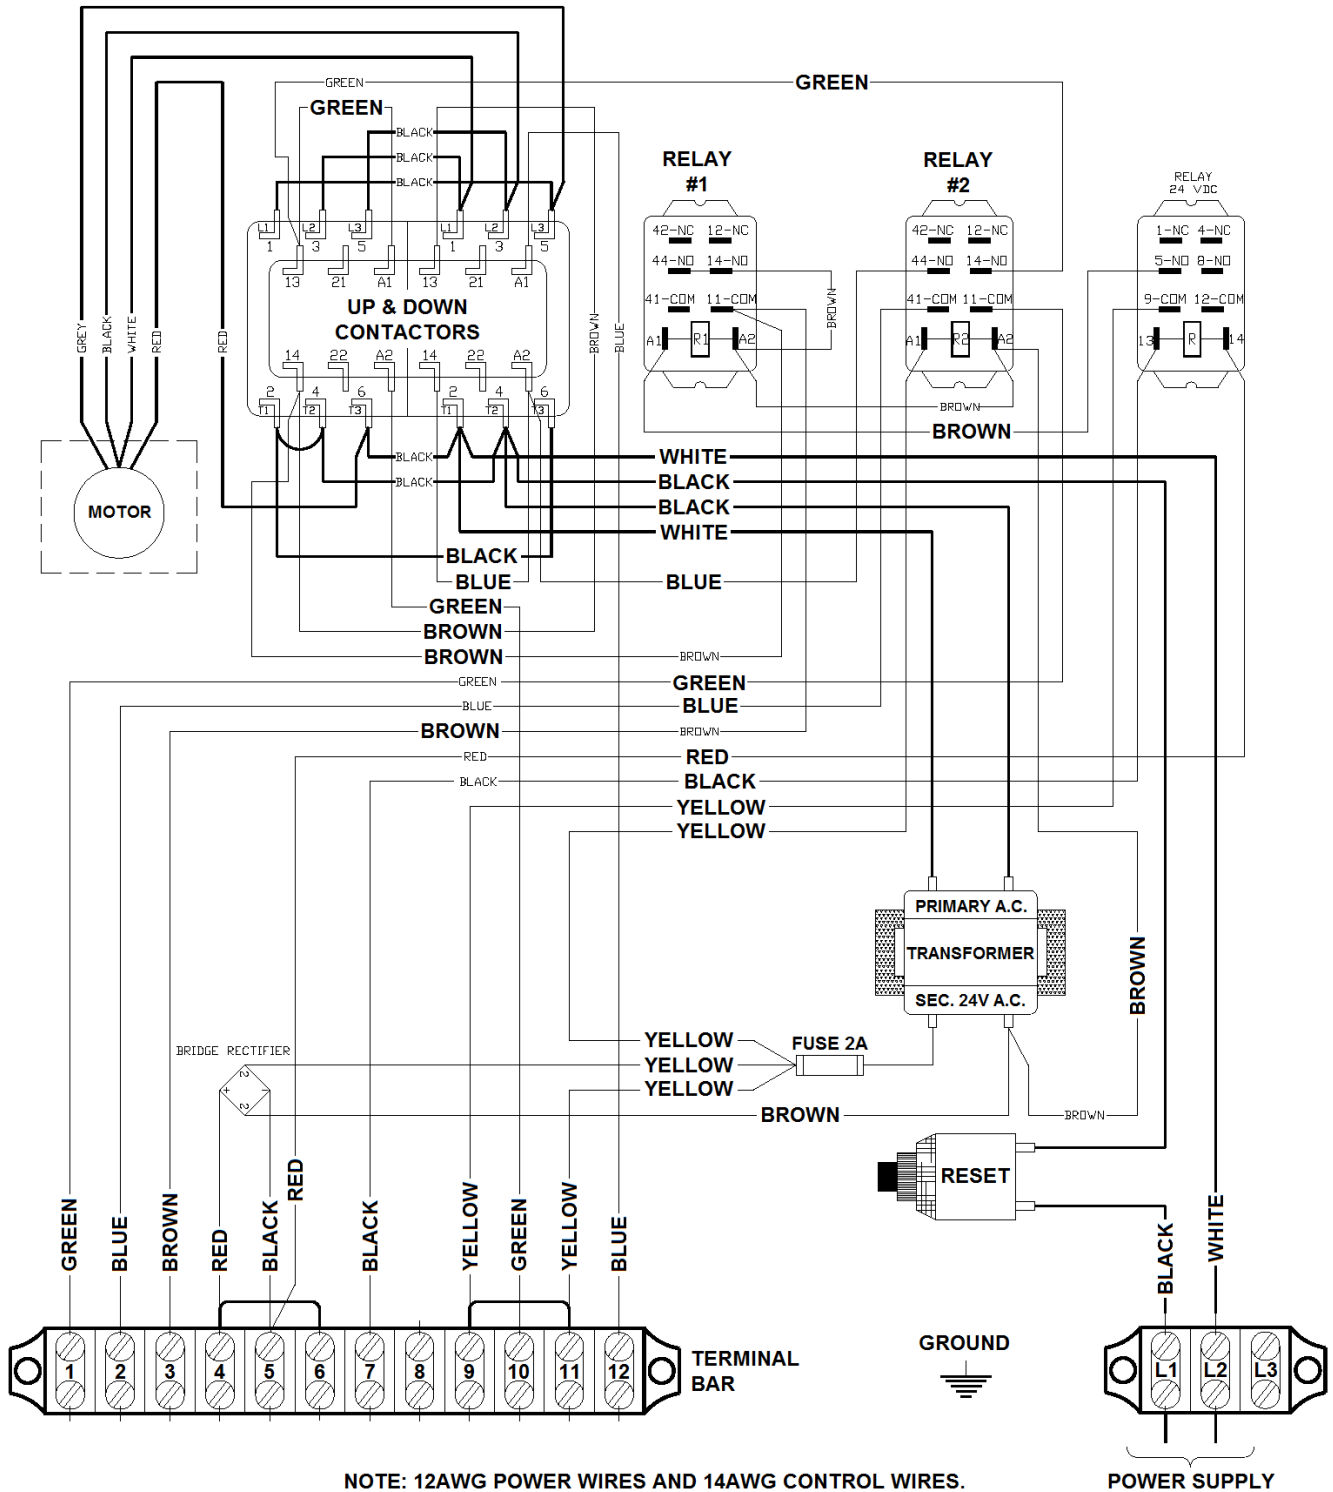 GREEN
GREEN
GREEN
BLACK
BLACK
BLACK
RELAY
#1
RELAY
#2
RELAY
24 VDC
42-NC 12-NC
44-NO 14-NO
41-COM 11-COM
A1 R1 A2
42-NC 12-NC
44-NO 14-NO
41-COM 11-COM
A1 R2 A2
1-NC 4-NC
5-NO 8-NO
9-COM 12-COM
13 R 14
L1 L2 L3 L1 L2 L3
1 3 5 1 3 5
13 21 A1 13 21 A1
UP & DOWN
CONTACTORS
14 22 A2 14 22 A2
2 4 6 2 4 6
T1 T2 T3 T1 T2 T3
GREY
BLACK
WHITE
RED
RED
BROWN
BLUE
BROWN
BROWN
BROWN
MOTOR
BLACK
BLACK
WHITE
BLACK
BLACK
WHITE
BLACK
BLUE
BLUE
GREEN
BROWN
BROWN
BROWN
GREEN
GREEN
BLUE
BLUE
BROWN
BROWN
RED
RED
BLACK
BLACK
YELLOW
YELLOW
PRIMARY A.C.
TRANSFORMER
SEC. 24V A.C.
BROWN
YELLOW
YELLOW
YELLOW
FUSE 2A
BRIDGE RECTIFIER
2
+ -
2
BROWN
BROWN
RESET
GREEN
BLUE
BROWN
RED
BLACK
RED
BLACK
YELLOW
GREEN
YELLOW
BLUE
BLACK
WHITE
1 2 3 4 5 6 7 8 9 10 11 12
TERMINAL
BAR
GROUND
L1 L2 L3
NOTE: 12AWG POWER WIRES AND 14AWG CONTROL WIRES.
POWER SUPPLY